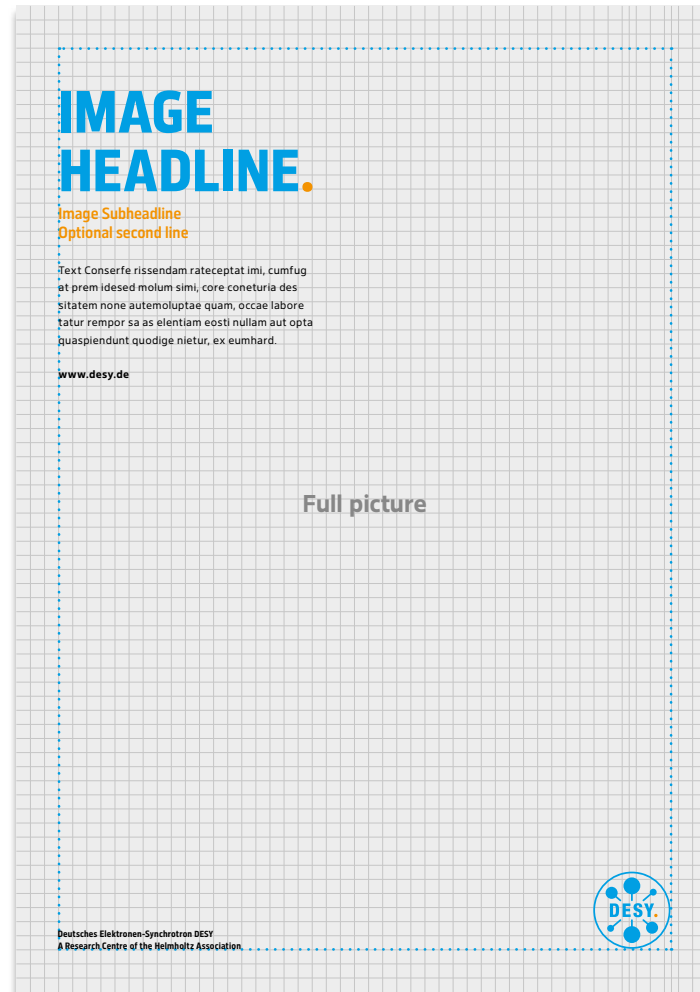 IMAGE
HEADLINE.
Image Subheadline
Optional second line
Text Conserfe rissendam rateceptat imi, cumfug
at prem idesed molum simi, core coneturia des
sitatem none autemoluptae quam, occae labore
tatur rempor sa as elentiam eosti nullam aut opta
quaspiendunt quodige nietur, ex eumhard.
www.desy.de
Full picture
DESY.
Deutsches Elektronen-Synchrotron DESY
A Research Centre of the Helmholtz Association